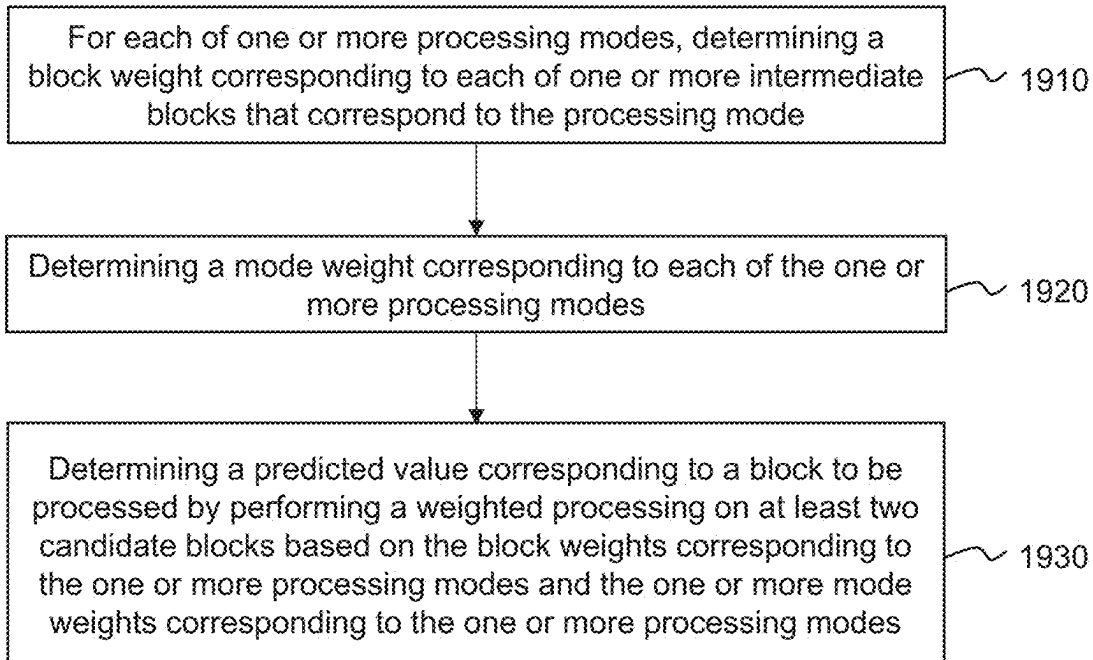 For each of one or more processing modes, determining a
block weight corresponding to each of one or more intermediate
blocks that correspond to the processing mode
1910
Determining a mode weight corresponding to each of the one or
more processing modes
1920
Determining a predicted value corresponding to a block to be
processed by performing a weighted processing on at least two
candidate blocks based on the block weights corresponding to
the one or more processing modes and the one or more mode
weights corresponding to the one or more processing modes
1930